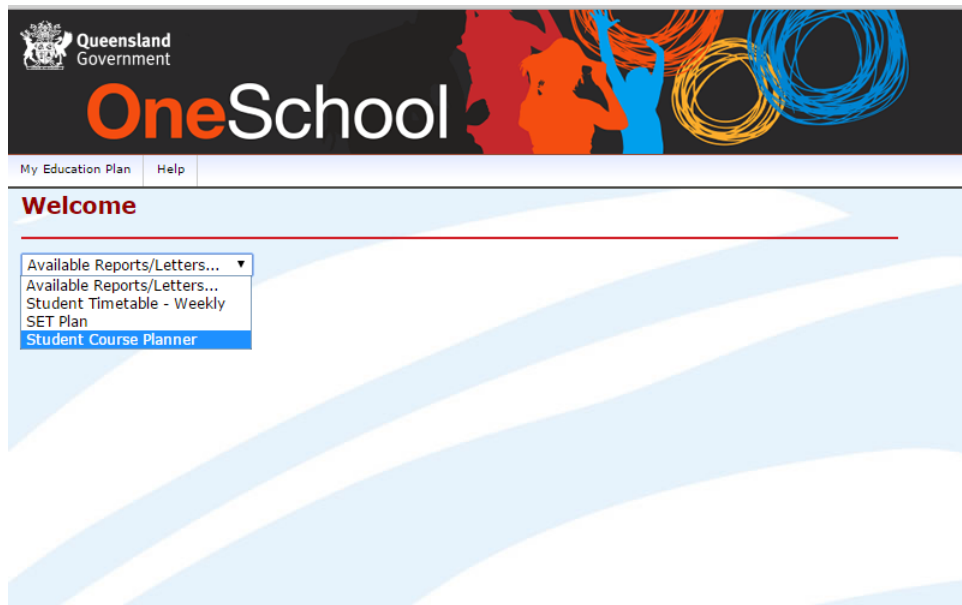 Queensland
Government
OneSchool
My Education Plan Help
Welcome
Available Reports/Letters... ▼
Available Reports/Letters...
Student Timetable - Weekly
SET Plan
Student Course Planner